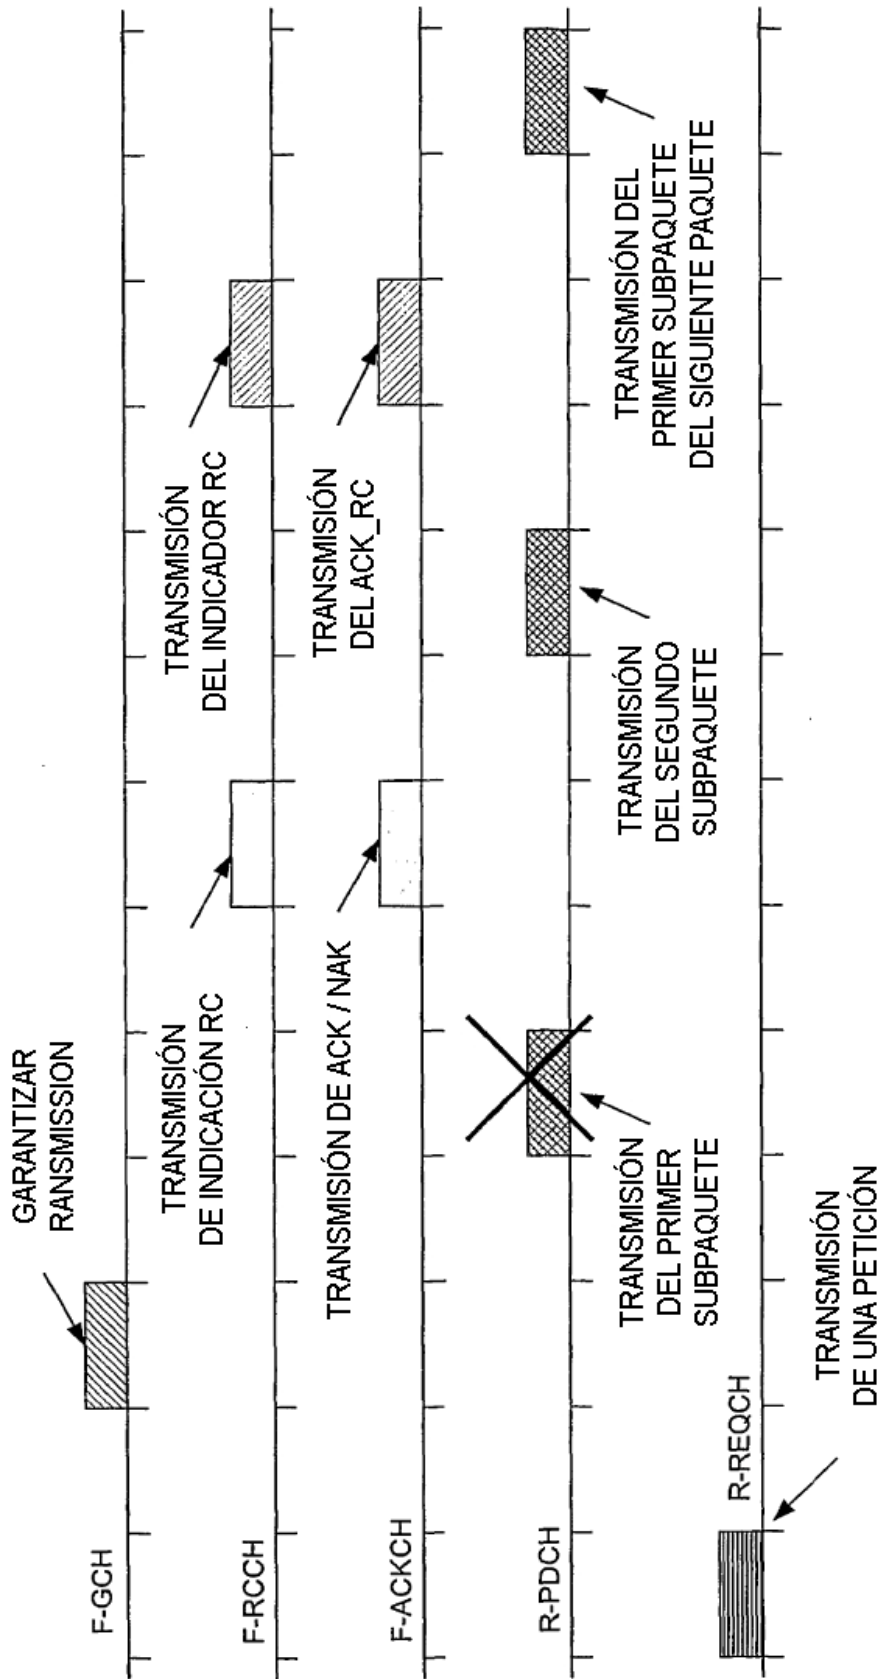 F-GCH
GARANTIZAR
RANSMISSION
F-RCCH
TRANSMISIÓN
DE INDICACIÓN RC
TRANSMISIÓN
DEL INDICADOR RC
F-ACKCH
TRANSMISIÓN DE ACK / NAK
TRANSMISIÓN
DEL ACK_RC
R-PDCH
TRANSMISIÓN
DEL PRIMER
SUBPAQUETE
TRANSMISIÓN
DEL SEGUNDO
SUBPAQUETE
TRANSMISIÓN DEL
PRIMER SUBPAQUETE
DEL SIGUIENTE PAQUETE
R-REQCH
TRANSMISIÓN
DE UNA PETICIÓN